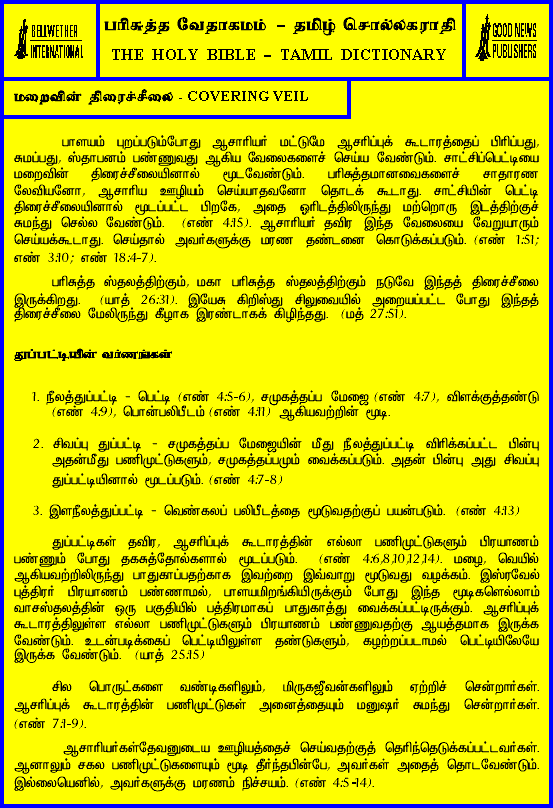 BELLWETHER
INTERNATIONAL
பரிசுத்த வேதாகமம் – தமிழ் சொல்லகராதி
THE HOLY BIBLE – TAMIL DICTIONARY
GOOD NEWS
PUBLISHERS
மறைவின் திரைச்சீலை - COVERING VEIL
பாளயம் புறப்படும்போது ஆசாரியர் மட்டுமே ஆசரிப்புக் கூடாரத்தைப் பிரிப்பது,
சுமப்பது, ஸ்தாபனம் பண்ணுவது ஆகிய வேலைகளைச் செய்ய வேண்டும். சாட்சிப்பெட்டியை
மறைவின் திரைச்சீலையினால் மூடவேண்டும். பரிசுத்தமானவைகளைச் சாதாரண
லேவியனோ, ஆசாரிய ஊழியம் செய்யாதவனோ தொடக் கூடாது. சாட்சியின் பெட்டி
திரைச்சீலையினால் மூடப்பட்ட பிறகே, அதை ஓரிடத்திலிருந்து மற்றொரு இடத்திற்குச்
சுமந்து செல்ல வேண்டும். (எண் 4:15). ஆசாரியர் தவிர இந்த வேலையை வேறுயாரும்
செய்யக்கூடாது. செய்தால் அவர்களுக்கு மரண தண்டனை கொடுக்கப்படும். (எண் 1:51;
எண் 3:10; எண் 18:4-7).
பரிசுத்த ஸ்தலத்திற்கும், மகா பரிசுத்த ஸ்தலத்திற்கும் நடுவே இந்தத் திரைச்சீலை
இருக்கிறது. (யாத் 26:31). இயேசு கிறிஸ்து சிலுவையில் அறையப்பட்ட போது இந்தத்
திரைச்சீலை மேலிருந்து கீழாக இரண்டாகக் கிழிந்தது. (மத் 27:51).
துப்பட்டியின் வர்ணங்கள்
1. நீலத்துப்பட்டி - பெட்டி (எண் 4:5-6), சமுகத்தப்ப மேஜை (எண் 4:7), விளக்குத்தண்டு
(எண் 4:9), பொன்பலிபீடம் (எண் 4:11) ஆகியவற்றின் மூடி.
2. சிவப்பு துப்பட்டி - சமுகத்தப்ப மேஜையின் மீது நீலத்துப்பட்டி விரிக்கப்பட்ட பின்பு
அதன்மீது பணிமுட்டுகளும், சமுகத்தப்பமும் வைக்கப்படும். அதன் பின்பு அது சிவப்பு
துப்பட்டியினால் மூடப்படும். (எண் 4:7-8)
3. இளநீலத்துப்பட்டி - வெண்கலப் பலிபீடத்தை மூடுவதற்குப் பயன்படும். (எண் 4:13)
துப்பட்டிகள் தவிர, ஆசரிப்புக் கூடாரத்தின் எல்லா பணிமுட்டுகளும் பிரயாணம்
பண்ணும் போது தகசுத்தோல்களால் மூடப்படும். (எண் 4:6,8,10,12,14). மழை, வெயில்
ஆகியவற்றிலிருந்து பாதுகாப்பதற்காக இவற்றை இவ்வாறு மூடுவது வழக்கம். இஸ்ரவேல்
புத்திரர் பிரயாணம் பண்ணாமல், பாளயமிறங்கியிருக்கும் போது இந்த மூடிகளெல்லாம்
வாசஸ்தலத்தின் ஒரு பகுதியில் பத்திரமாகப் பாதுகாத்து வைக்கப்பட்டிருக்கும். ஆசரிப்புக்
கூடாரத்திலுள்ள எல்லா பணிமுட்டுகளும் பிரயாணம் பண்ணுவதற்கு ஆயத்தமாக இருக்க
வேண்டும். உடன்படிக்கைப் பெட்டியிலுள்ள தண்டுகளும், கழற்றப்படாமல் பெட்டியிலேயே
இருக்க வேண்டும். (யாத் 25:15)
சில பொருட்களை வண்டிகளிலும், மிருகஜீவன்களிலும் ஏற்றிச் சென்றார்கள்.
ஆசரிப்புக் கூடாரத்தின் பணிமுட்டுகள் அனைத்தையும் மனுஷர் சுமந்து சென்றார்கள்.
(எண் 7:1-9).
ஆசாரியர்கள்தேவனுடைய ஊழியத்தைச் செய்வதற்குத் தெரிந்தெடுக்கப்பட்டவர்கள்.
ஆனாலும் சகல பணிமுட்டுகளையும் மூடி தீர்ந்தபின்பே, அவர்கள் அதைத் தொடவேண்டும்.
இல்லையெனில், அவர்களுக்கு மரணம் நிச்சயம். (எண் 4:5-14).